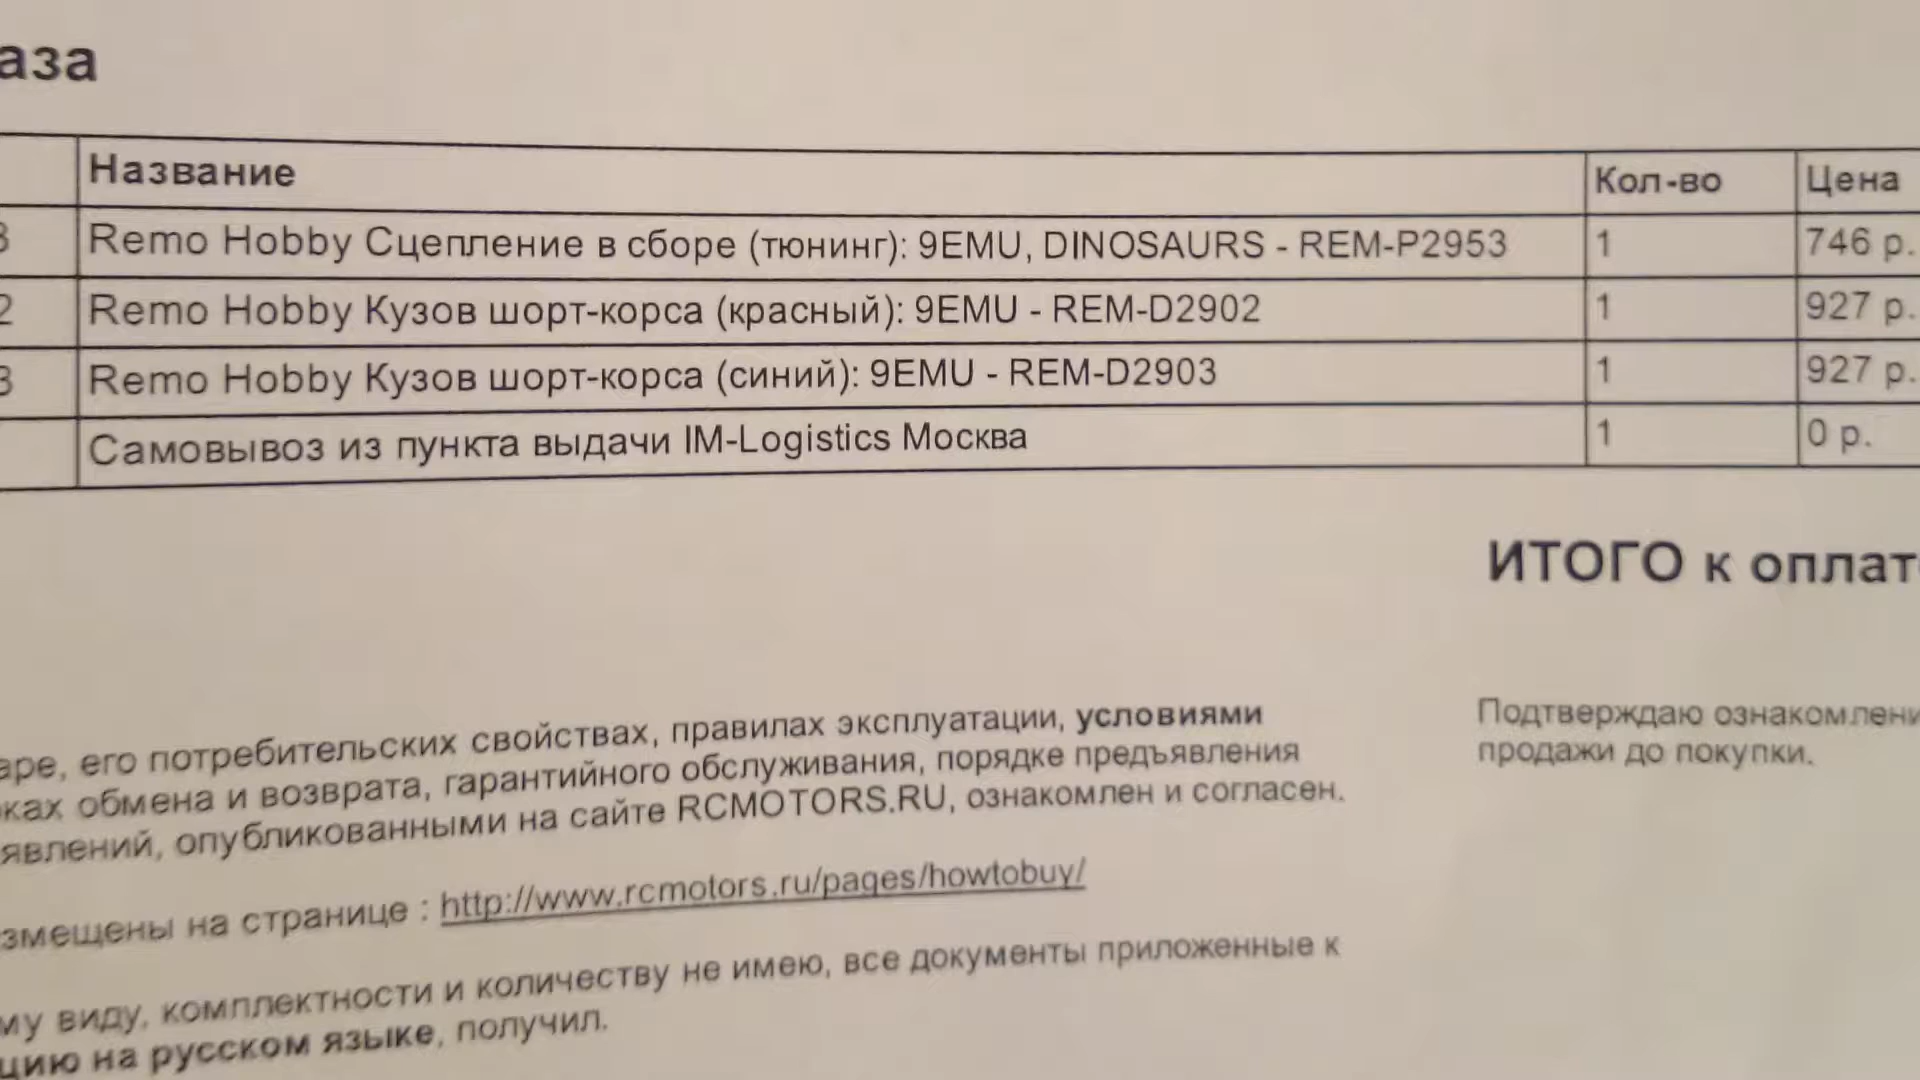 аза
Название Кол-во Цена
3 Remo Hobby Сцепление в сборе (тюнинг): 9EMU, DINOSAURS - REM-P2953 1 746 р.
2 Remo Hobby Кузов шорт-корса (красный): 9EMU - REM-D2902 1 927 р.
3 Remo Hobby Кузов шорт-корса (синий): 9EMU - REM-D2903 1 927 р.
Самовывоз из пункта выдачи IM-Logistics Москва 1 0 р.
ИТОГО к оплат
аре, его потребительских свойствах, правилах эксплуатации, условиями
ках обмена и возврата, гарантийного обслуживания, порядке предъявления
явлений, опубликованными на сайте RCMOTORS.RU, ознакомлен и согласен.
Подтверждаю ознакомлени
продажи до покупки.
змещены на странице : http://www.rcmotors.ru/pages/howtobuy/
му виду, комплектности и количеству не имею, все документы приложенные к
цию на русском языке, получил.